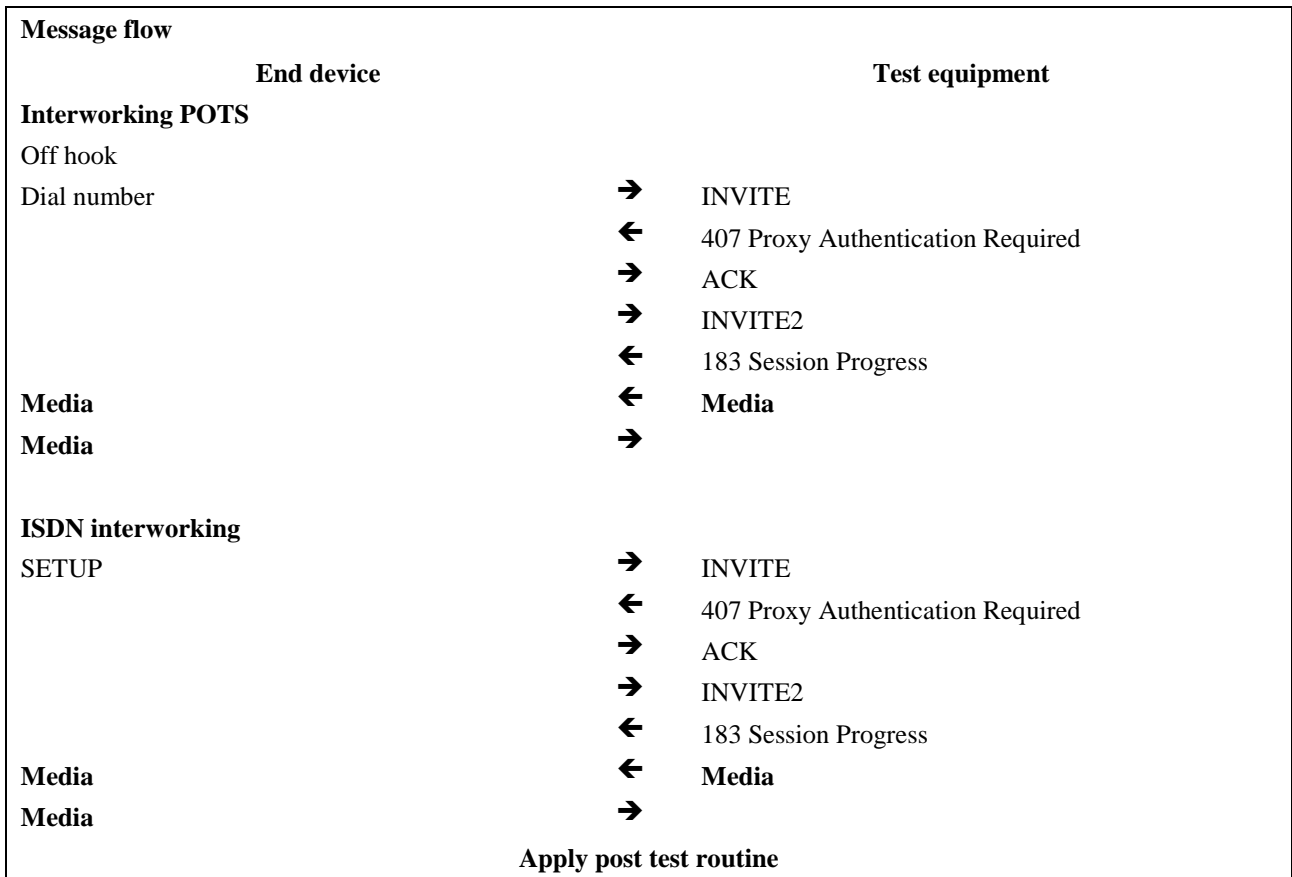 Message flow
End device Test equipment
Interworking POTS
Off hook
Dial number ➔ INVITE
🡰 407 Proxy Authentication Required
➔ ACK
➔ INVITE2
🡰 183 Session Progress
Media 🡰 Media
Media ➔
ISDN interworking
SETUP ➔ INVITE
🡰 407 Proxy Authentication Required
➔ ACK
➔ INVITE2
🡰 183 Session Progress
Media 🡰 Media
Media ➔
Apply post test routine